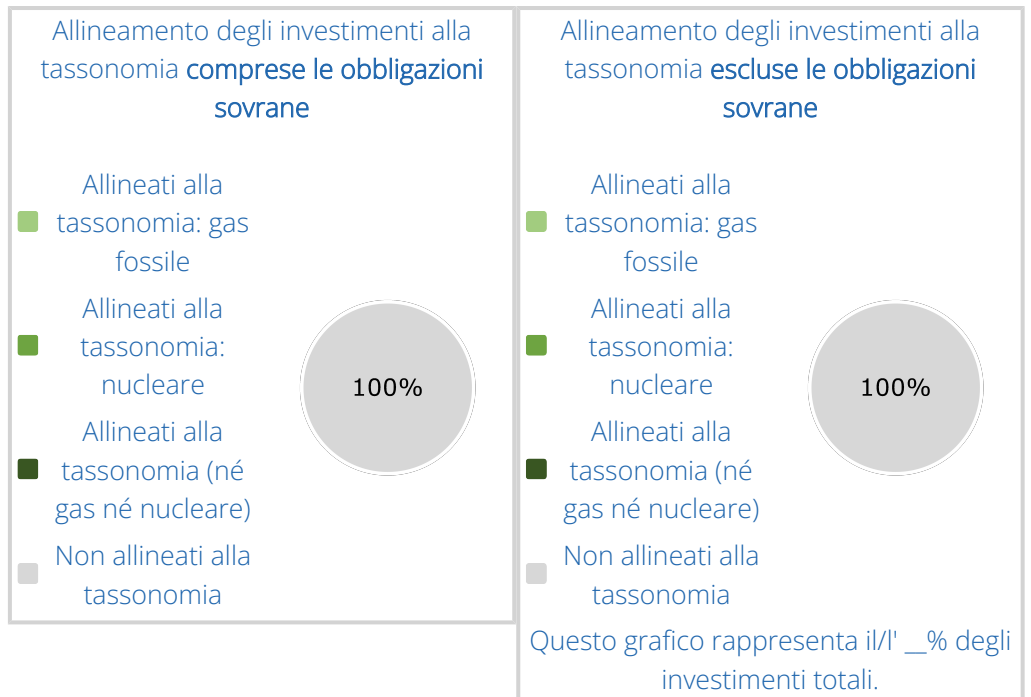 Allineamento degli investimenti alla
tassonomia comprese le obbligazioni
sovrane
Allineati alla
tassonomia: gas
fossile
Allineati alla
tassonomia:
nucleare
Allineati alla
tassonomia (né
gas né nucleare)
Non allineati alla
tassonomia
100%
Allineamento degli investimenti alla
tassonomia escluse le obbligazioni
sovrane
Allineati alla
tassonomia: gas
fossile
Allineati alla
tassonomia:
nucleare
Allineati alla
tassonomia (né
gas né nucleare)
Non allineati alla
tassonomia
100%
Questo grafico rappresenta il/l' __% degli
investimenti totali.